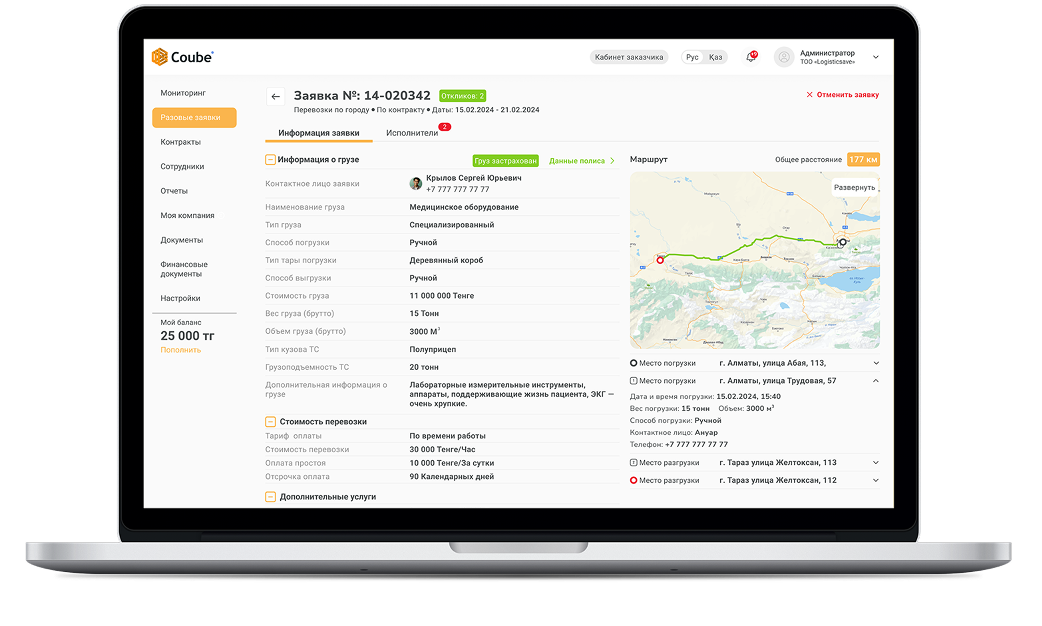 Coube
Кабинет заказчика
Рус Қаз
Администратор
ТОО «Logisticsave»
Мониторинг
Разовые заявки
Контракты
Сотрудники
Отчеты
Моя компания
Документы
Финансовые
документы
Настройки
Мой баланс
25 000 тг
Пополнить
Заявка №: 14-020342 Откликов: 2
Перевозки по городу • По контракту • Даты: 15.02.2024 - 21.02.2024
Отменить заявку
Информация заявки
Исполнители 2
Информация о грузе
Груз застрахован
Данные полиса
Контактное лицо заявки
Крылов Сергей Юрьевич
+7 777 777 77 77
Наименование груза Медицинское оборудование
Тип груза Специализированный
Способ погрузки Ручной
Тип тары погрузки Деревянный короб
Способ выгрузки Ручной
Стоимость груза 11 000 000 Тенге
Вес груза (брутто) 15 Тонн
Объем груза (брутто) 3000 М³
Тип кузова ТС Полуприцеп
Грузоподъемность ТС 20 тонн
Дополнительная информация о
грузе
Лабораторные измерительные инструменты,
аппараты, поддерживающие жизнь пациента, ЭКГ —
очень хрупкие.
Стоимость перевозки
Тариф оплаты По времени работы
Стоимость перевозки 30 000 Тенге/Час
Оплата простоя 10 000 Тенге/За сутки
Отсрочка оплата 90 Календарных дней
Дополнительные услуги
Маршрут
Общее расстояние 177 км
Развернуть
Место погрузки г. Алматы, улица Абая, 113,
Место погрузки г. Алматы, улица Трудовая, 57
Дата и время погрузки: 15.02.2024, 15:40
Вес погрузки: 15 тонн Объем: 3000 м³
Способ погрузки: Ручной
Контактное лицо: Ануар
Телефон: +7 777 777 77 77
Место разгрузки г. Тараз улица Желтоксан, 113
Место разгрузки г. Тараз улица Желтоксан, 112